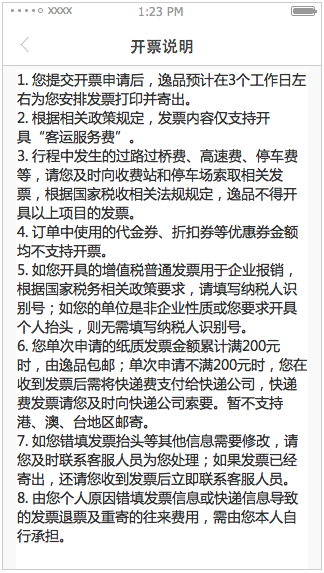 xxxx 1:23 PM
开票说明
1. 您提交开票申请后，逸品预计在3个工作日左
右为您安排发票打印并寄出。
2. 根据相关政策规定，发票内容仅支持开
具“客运服务费”。
3. 行程中发生的过路过桥费、高速费、停车费
等，请您及时向收费站和停车场索取相关发
票，根据国家税收相关法规规定，逸品不得开
具以上项目的发票。
4. 订单中使用的代金券、折扣券等优惠券金额
均不支持开票。
5. 如您开具的增值税普通发票用于企业报销，
根据国家税务相关政策要求，请填写纳税人识
别号；如您的单位是非企业性质或您要求开具
个人抬头，则无需填写纳税人识别号。
6. 您单次申请的纸质发票金额累计满200元
时，由逸品包邮；单次申请不满200元时，您在
收到发票后需将快递费支付给快递公司，快递
费发票请您及时向快递公司索要。暂不支持
港、澳、台地区邮寄。
7. 如您错填发票抬头等其他信息需要修改，请
您及时联系客服人员为您处理；如果发票已经
寄出，还请您收到发票后立即联系客服人员。
8. 由您个人原因错填发票信息或快递信息导致
的发票退票及重寄的往来费用，需由您本人自
行承担。